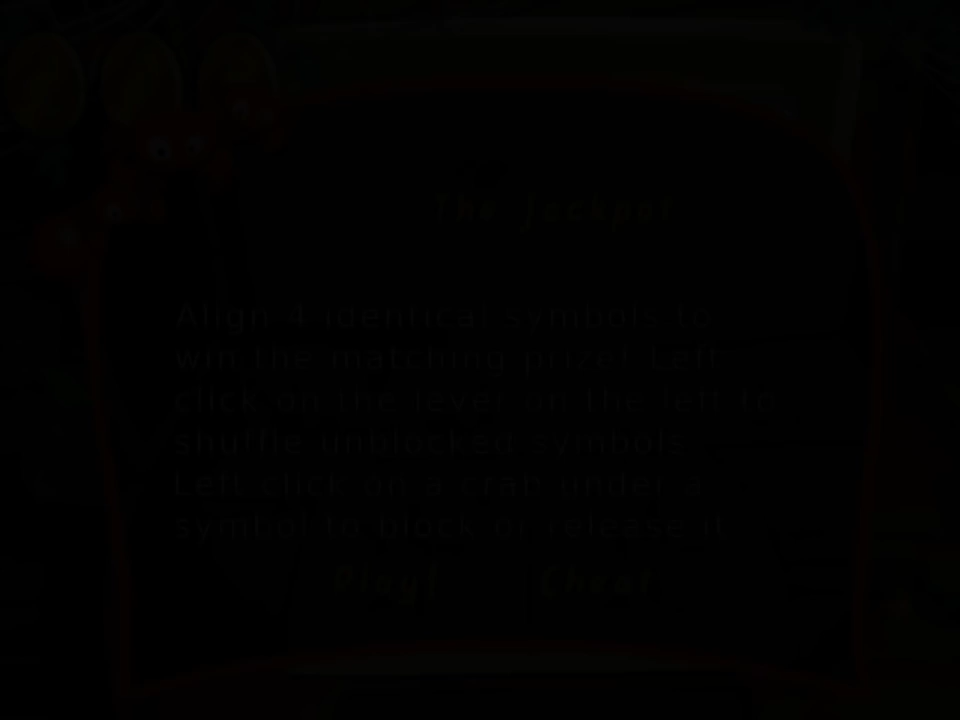 The Jackpot
Align 4 identical symbols to
win the matching prize! Left
click on the lever on the left to
shuffle unblocked symbols.
Left click on a crab under a
symbol to block or release it.
Play! Cheat